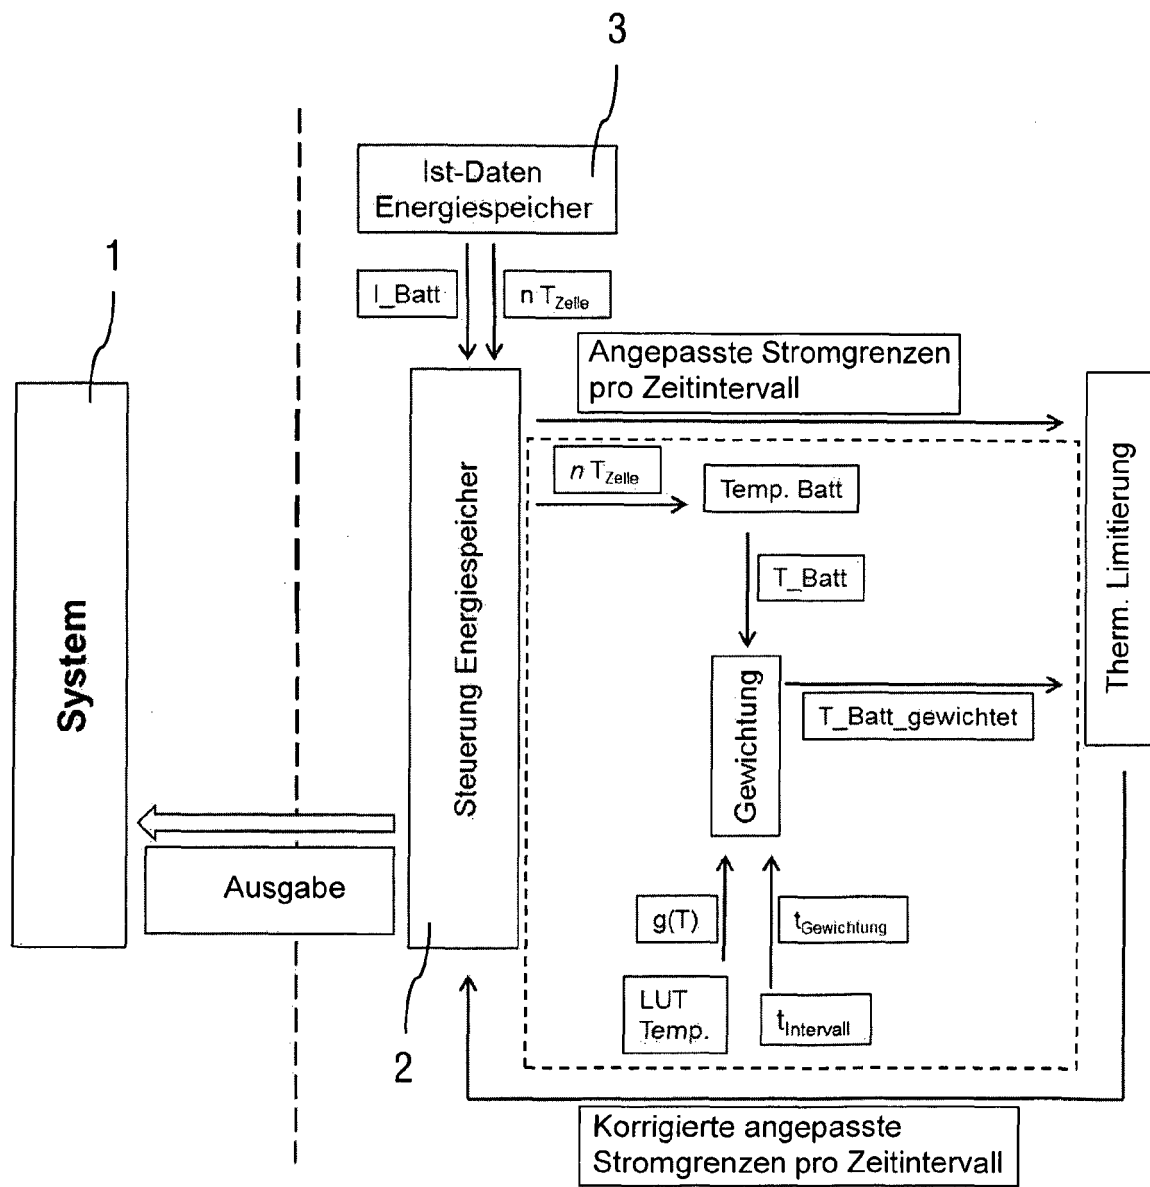 3
Ist-Daten
Energiespeicher
1
I_Batt
n T_Zelle
Angepasste Stromgrenzen
pro Zeitintervall
System
Steuerung Energiespeicher
Therm. Limitierung
n T_Zelle
Temp. Batt
T_Batt
Gewichtung
T_Batt_gewichtet
Ausgabe
g(T)
t_Gewichtung
LUT
Temp.
t_Intervall
2
Korrigierte angepasste
Stromgrenzen pro Zeitintervall